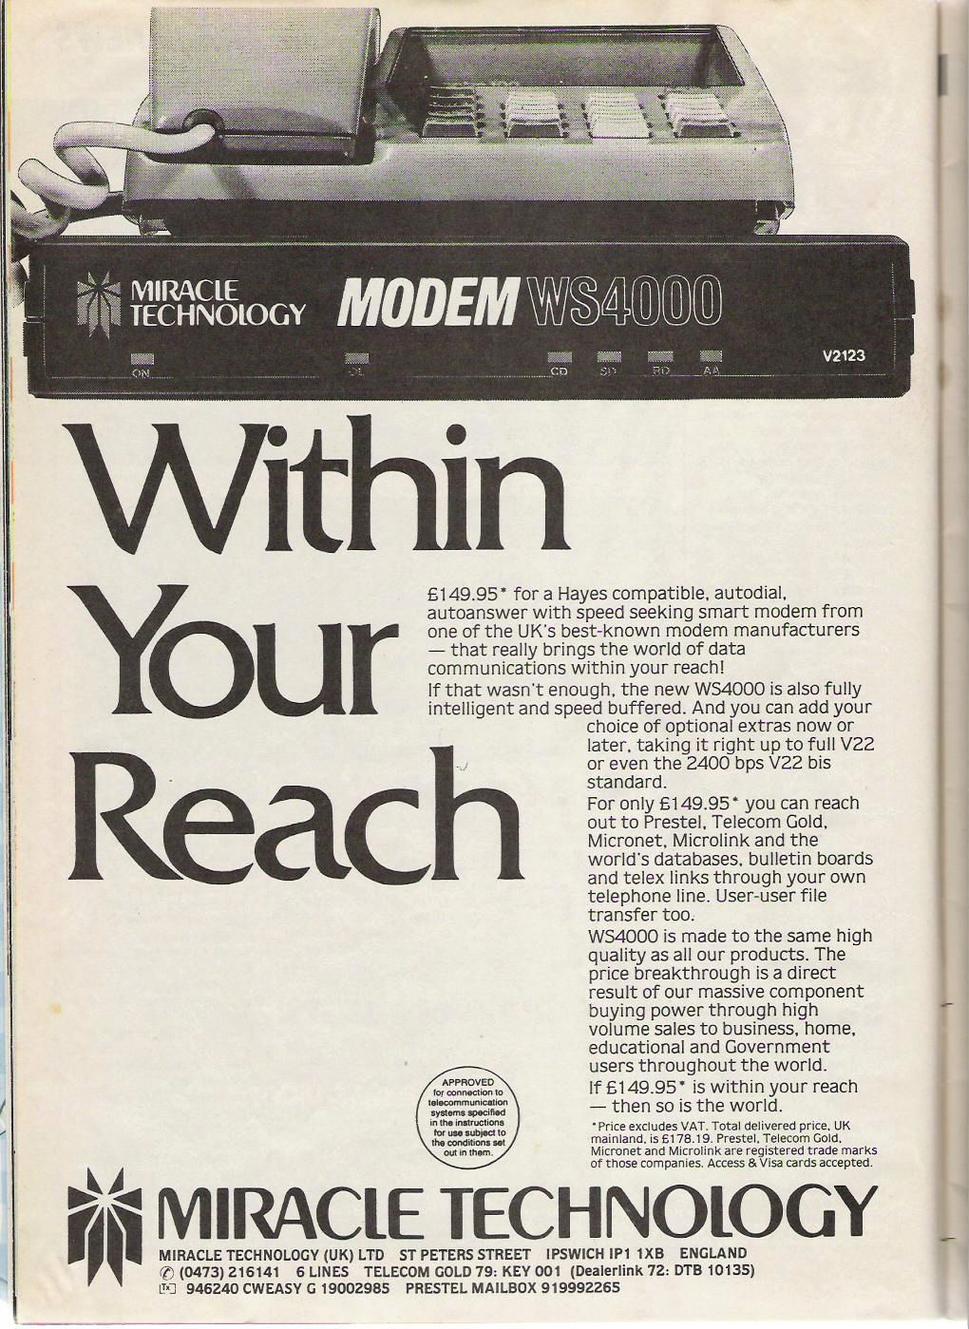 MIRACLE
TECHNOLOGY
MODEM WS4000
ON
OL
CD SD RD AA
V2123
Within
Your
Reach
£149.95* for a Hayes compatible, autodial,
autoanswer with speed seeking smart modem from
one of the UK's best-known modem manufacturers
— that really brings the world of data
communications within your reach!
If that wasn't enough, the new WS4000 is also fully
intelligent and speed buffered. And you can add your
choice of optional extras now or
later, taking it right up to full V22
or even the 2400 bps V22 bis
standard.
For only £149.95* you can reach
out to Prestel, Telecom Gold,
Micronet, Microlink and the
world's databases, bulletin boards
and telex links through your own
telephone line. User-user file
transfer too.
WS4000 is made to the same high
quality as all our products. The
price breakthrough is a direct
result of our massive component
buying power through high
volume sales to business, home,
educational and Government
users throughout the world.
If £149.95* is within your reach
— then so is the world.
*Price excludes VAT. Total delivered price, UK
mainland, is £178.19. Prestel, Telecom Gold,
Micronet and Microlink are registered trade marks
of those companies. Access & Visa cards accepted.
APPROVED
for connection to
telecommunication
systems specified
in the instructions
for use subject to
the conditions set
out in them.
MIRACLE TECHNOLOGY
MIRACLE TECHNOLOGY (UK) LTD ST PETERS STREET IPSWICH IP1 1XB ENGLAND
✆ (0473) 216141 6 LINES TELECOM GOLD 79: KEY 001 (Dealerlink 72: DTB 10135)
946240 CWEASY G 19002985 PRESTEL MAILBOX 919992265